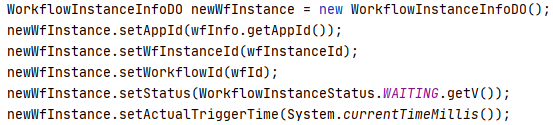 WorkflowInstanceInfoDO newWfInstance = new WorkflowInstanceInfoDO();
newWfInstance.setAppId(wfInfo.getAppId());
newWfInstance.setWfInstanceId(wfInstanceId);
newWfInstance.setWorkflowId(wfId);
newWfInstance.setStatus(WorkflowInstanceStatus.WAITING.getV());
newWfInstance.setActualTriggerTime(System.currentTimeMillis());